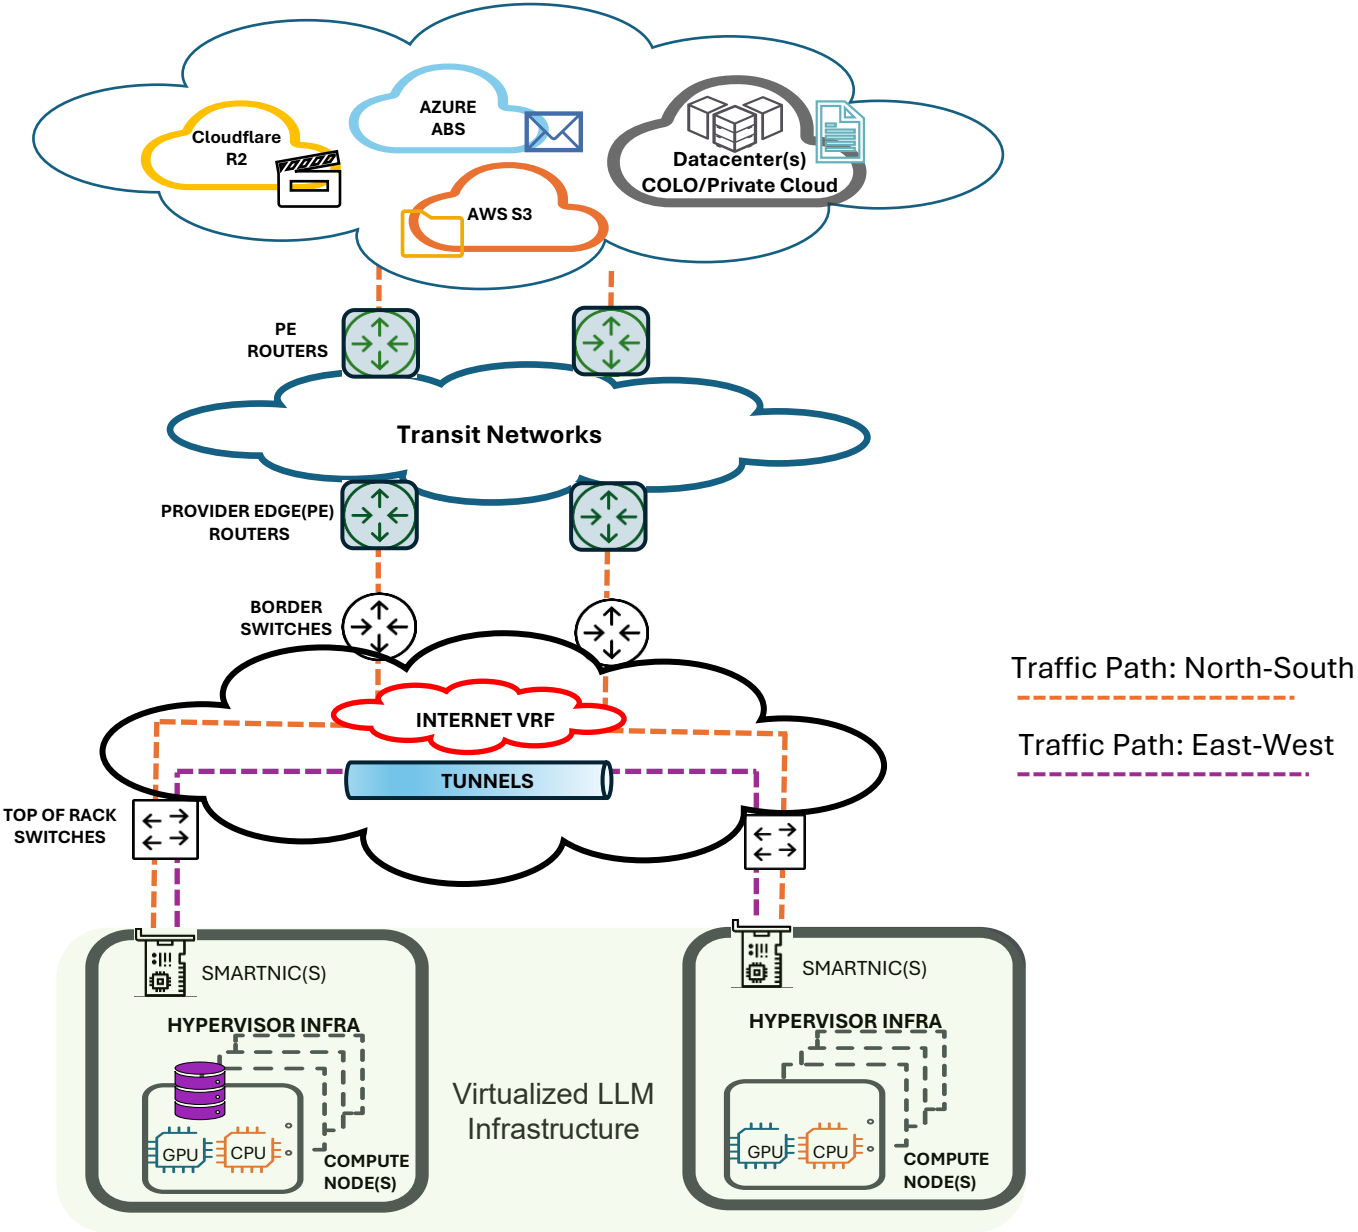 AZURE
ABS
Cloudflare
R2
Datacenter(s)
COLO/Private Cloud
AWS S3
PE
ROUTERS
Transit Networks
PROVIDER EDGE(PE)
ROUTERS
BORDER
SWITCHES
Traffic Path: North-South
INTERNET VRF
Traffic Path: East-West
TUNNELS
TOP OF RACK
SWITCHES
SMARTNIC(S)
SMARTNIC(S)
HYPERVISOR INFRA
HYPERVISOR INFRA
Virtualized LLM
Infrastructure
GPU
CPU
GPU
CPU
COMPUTE
NODE(S)
COMPUTE
NODE(S)